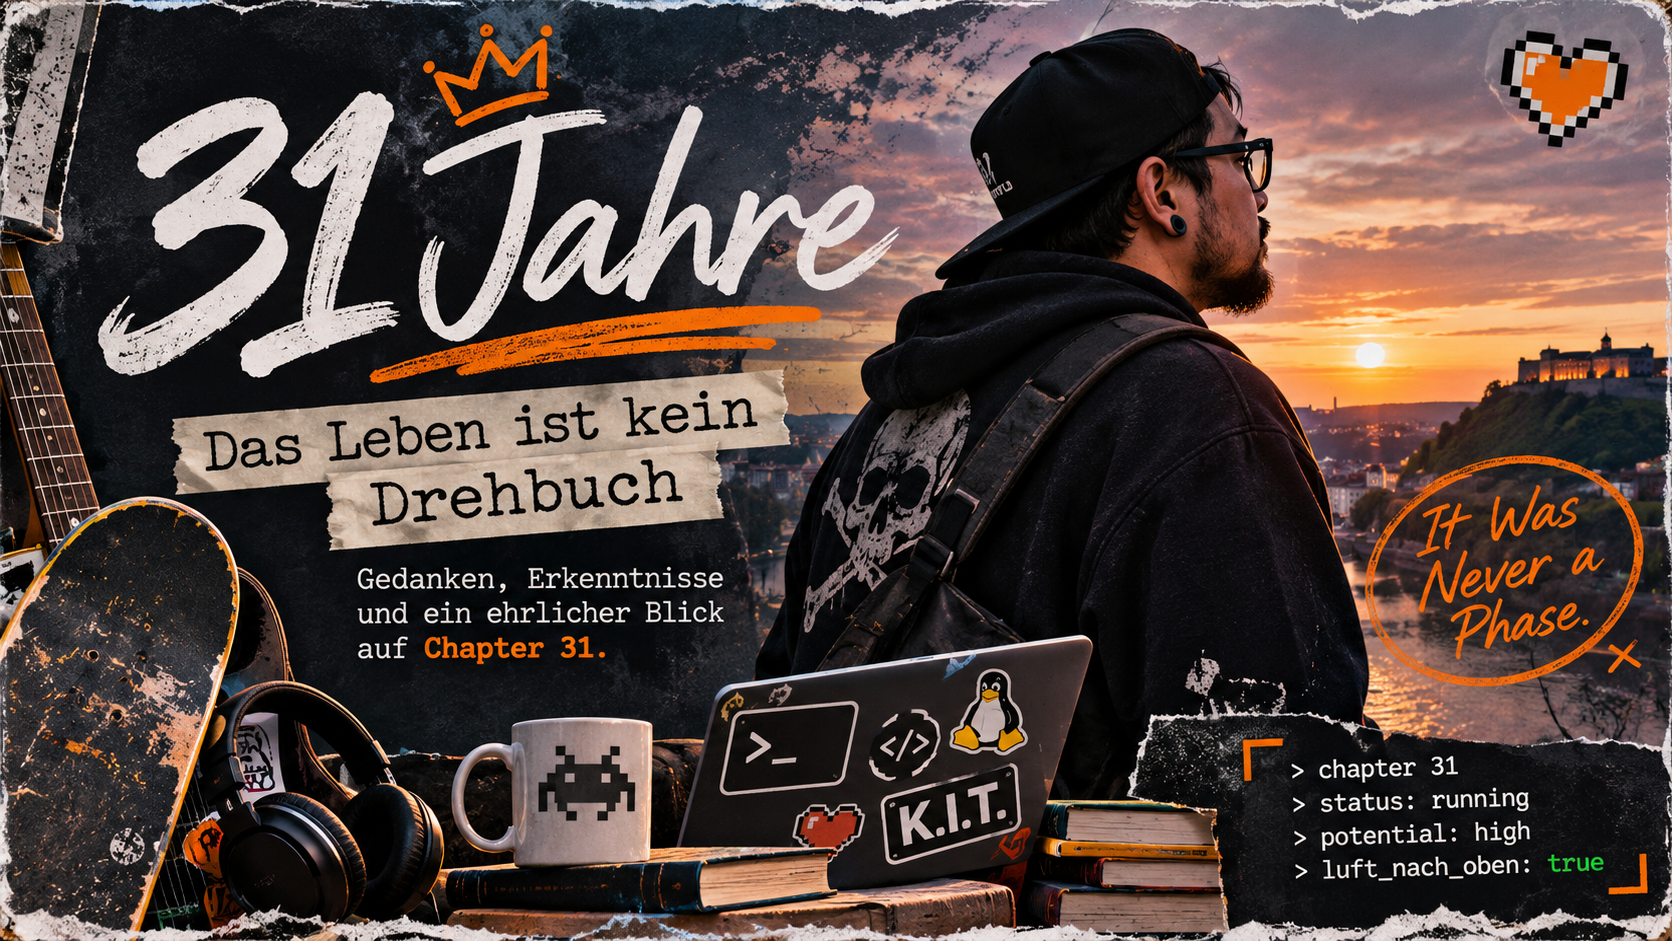 31 Jahre
Das Leben ist kein
Drehbuch
Gedanken, Erkenntnisse
und ein ehrlicher Blick
auf Chapter 31.
It Was
Never a
Phase.
>_
</>
K.I.T.
> chapter 31
> status: running
> potential: high
> luft_nach_oben: true